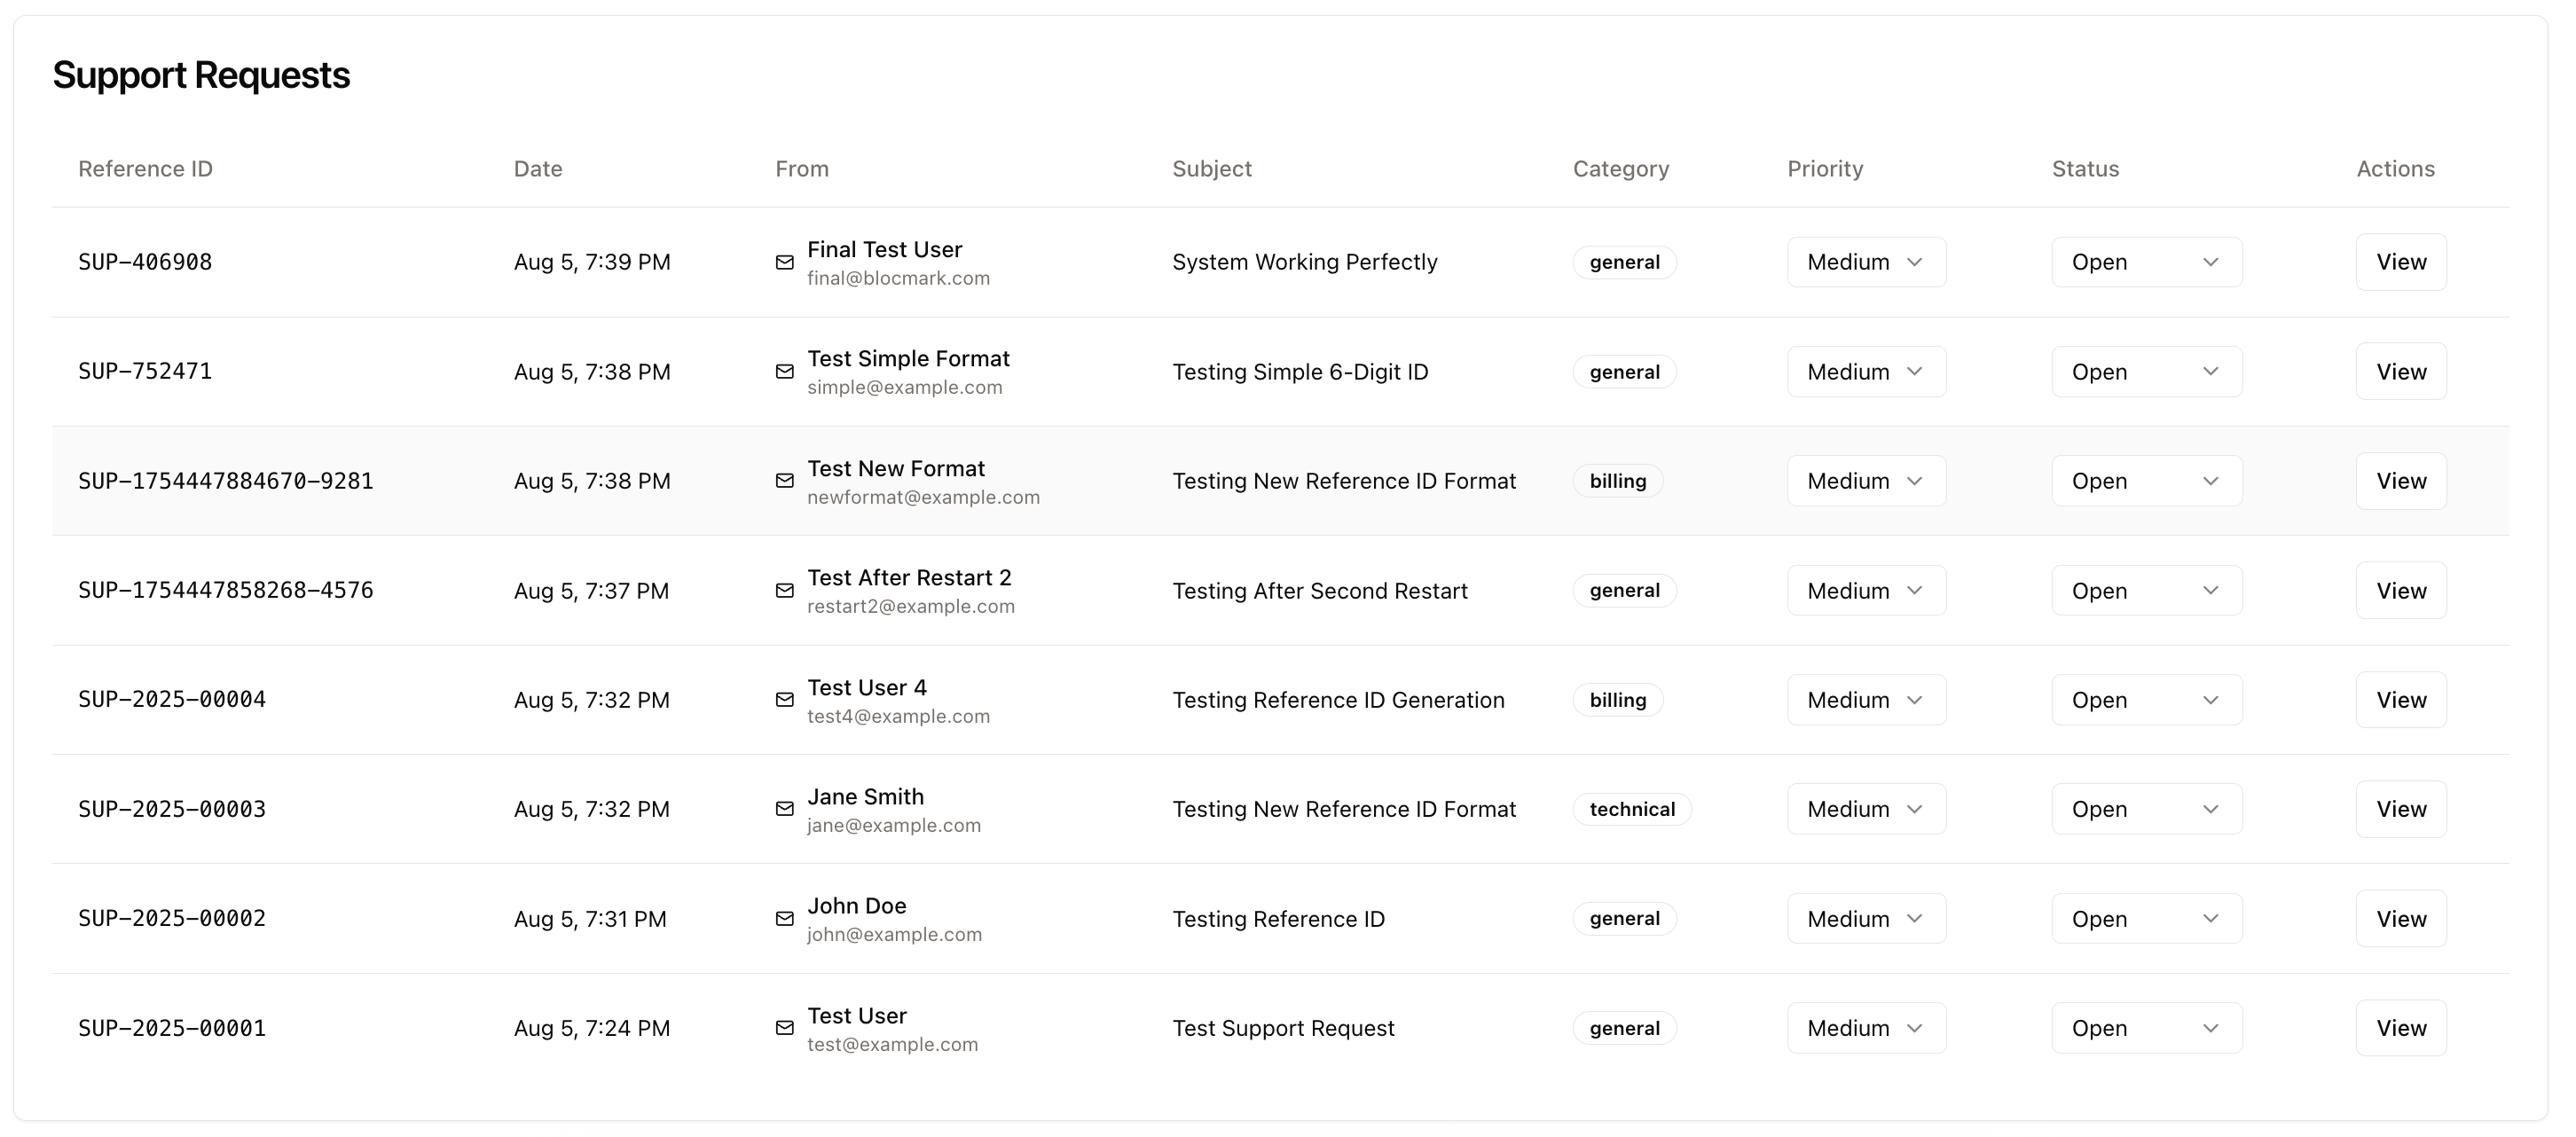 Support Requests
Reference ID Date From Subject Category Priority Status Actions
SUP-406908 Aug 5, 7:39 PM Final Test User System Working Perfectly general Medium Open View
final@blocmark.com
SUP-752471 Aug 5, 7:38 PM Test Simple Format Testing Simple 6-Digit ID general Medium Open View
simple@example.com
SUP-1754447884670-9281 Aug 5, 7:38 PM Test New Format Testing New Reference ID Format billing Medium Open View
newformat@example.com
SUP-1754447858268-4576 Aug 5, 7:37 PM Test After Restart 2 Testing After Second Restart general Medium Open View
restart2@example.com
SUP-2025-00004 Aug 5, 7:32 PM Test User 4 Testing Reference ID Generation billing Medium Open View
test4@example.com
SUP-2025-00003 Aug 5, 7:32 PM Jane Smith Testing New Reference ID Format technical Medium Open View
jane@example.com
SUP-2025-00002 Aug 5, 7:31 PM John Doe Testing Reference ID general Medium Open View
john@example.com
SUP-2025-00001 Aug 5, 7:24 PM Test User Test Support Request general Medium Open View
test@example.com